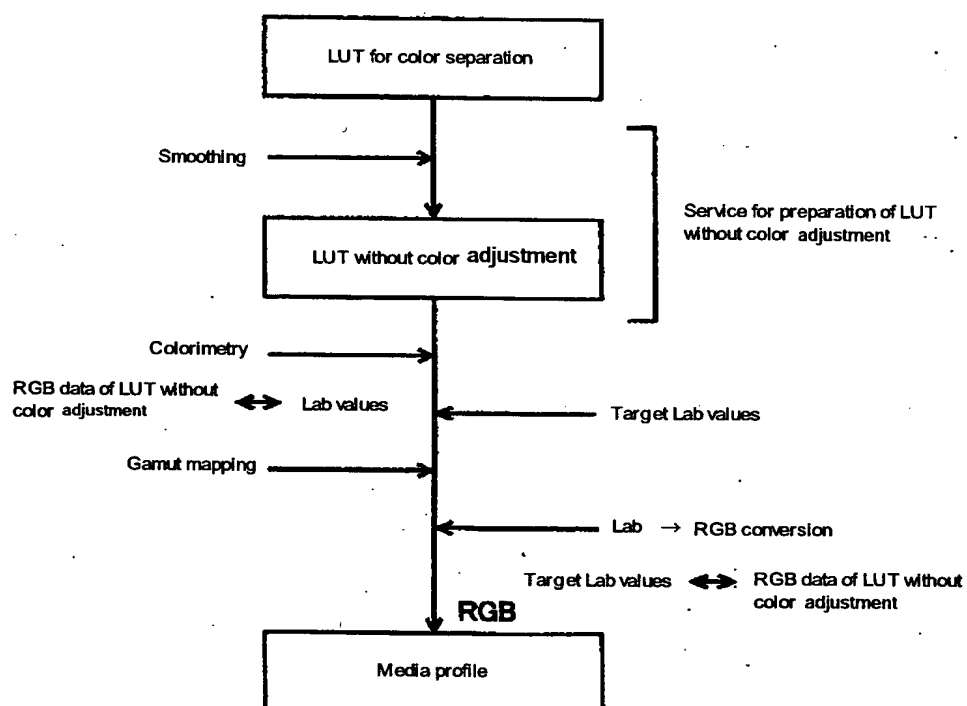 LUT for color separation
Smoothing
Service for preparation of LUT
without color adjustment
LUT without color adjustment
Colorimetry
RGB data of LUT without
color adjustment
Lab values
Target Lab values
Gamut mapping
Lab → RGB conversion
Target Lab values
RGB data of LUT without
color adjustment
RGB
Media profile